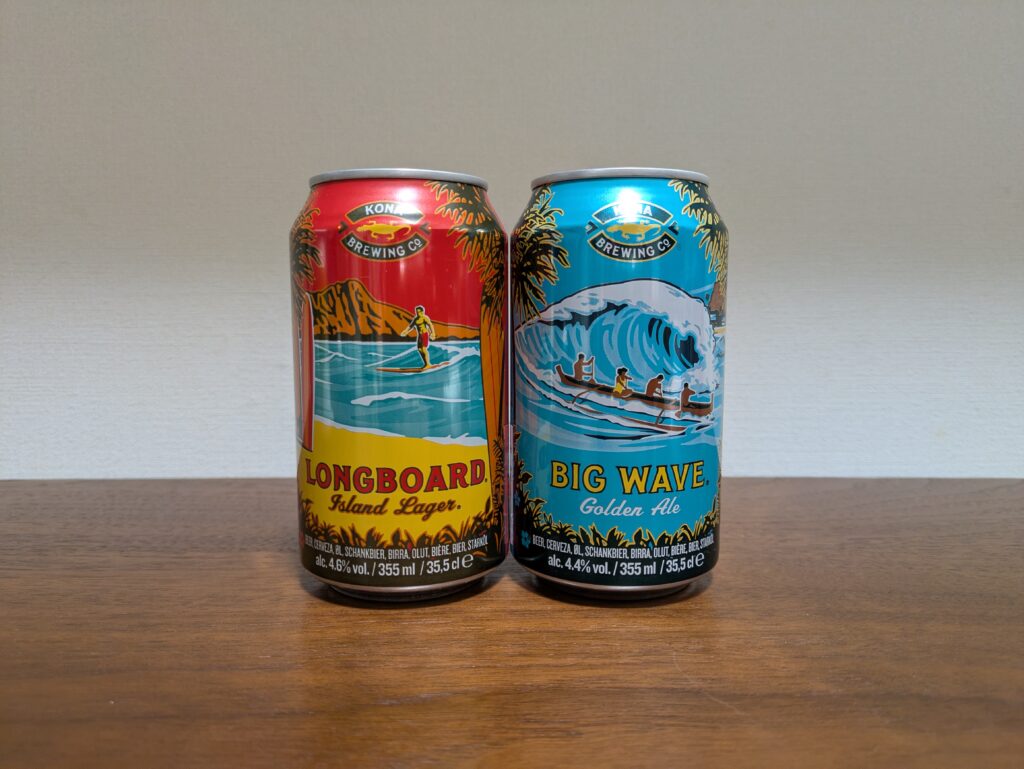 KONA
BREWING CO
LONGBOARD.
Island Lager.
BEER, CERVEZA, ØL, SCHANKBIER, BIRRA, OLUT, BIÈRE, BIER, STARKÖL
alc. 4.6% vol. / 355 ml / 35,5 cl e
KONA
BREWING CO
BIG WAVE.
Golden Ale
BEER, CERVEZA, ØL, SCHANKBIER, BIRRA, OLUT, BIÈRE, BIER, STARKÖL
alc. 4.4% vol. / 355 ml / 35,5 cl e